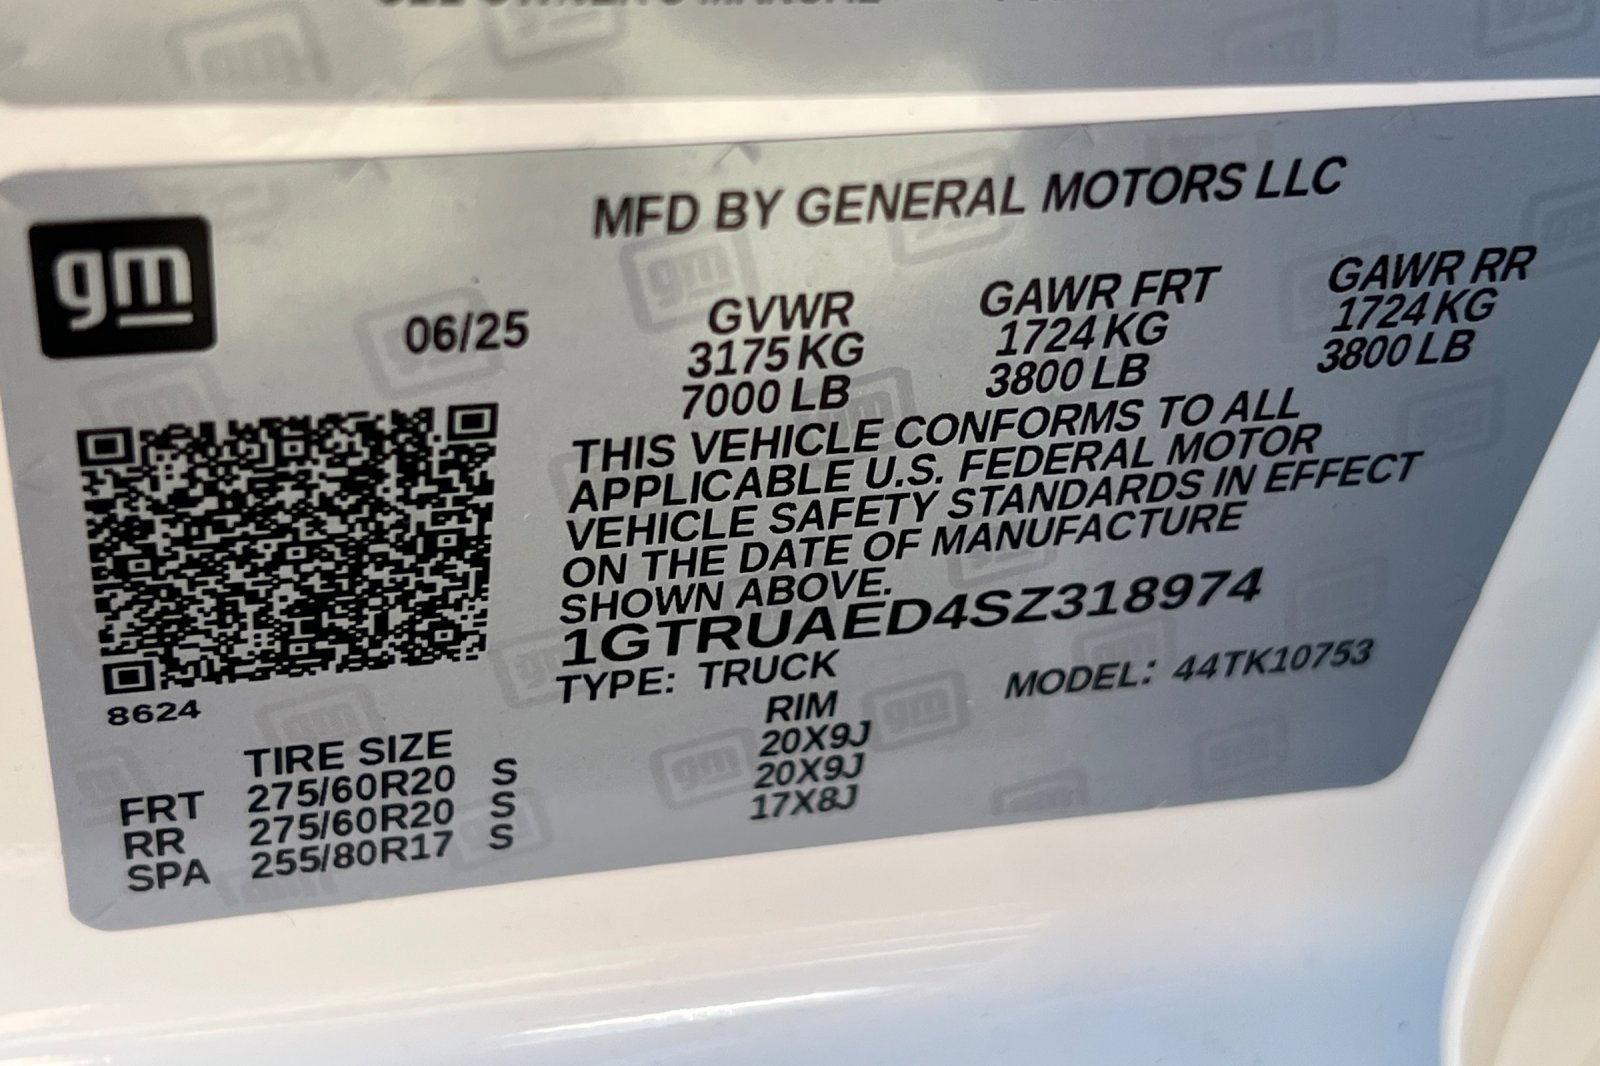 MFD BY GENERAL MOTORS LLC
gm
06/25
GVWR GAWR FRT GAWR RR
3175 KG 1724 KG 1724 KG
7000 LB 3800 LB 3800 LB
THIS VEHICLE CONFORMS TO ALL
APPLICABLE U.S. FEDERAL MOTOR
VEHICLE SAFETY STANDARDS IN EFFECT
ON THE DATE OF MANUFACTURE
SHOWN ABOVE.
1GTRUAED4SZ318974
TYPE: TRUCK MODEL: 44TK10753
8624
TIRE SIZE RIM
FRT 275/60R20 S 20X9J
RR 275/60R20 S 20X9J
SPA 255/80R17 S 17X8J